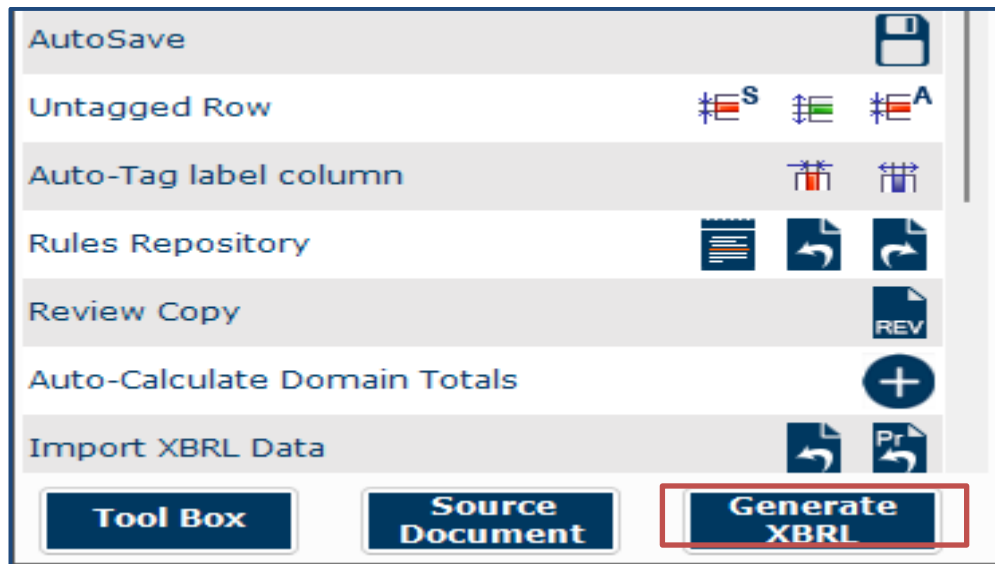 AutoSave
Untagged Row S A
Auto-Tag label column
Rules Repository
Review Copy REV
Auto-Calculate Domain Totals
Import XBRL Data Pr
Tool Box
Source
Document
Generate
XBRL